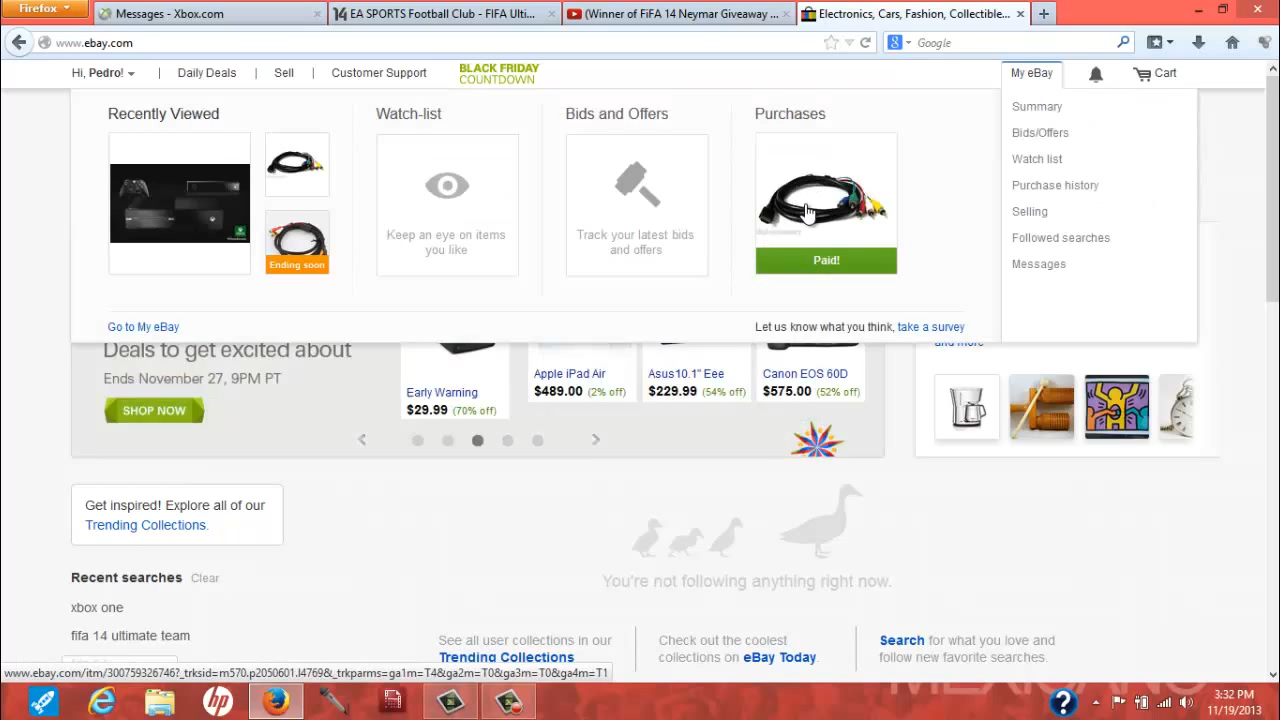 Firefox
Messages - Xbox.com
EA SPORTS Football Club - FIFA Ulti...
(Winner of FiFA 14 Neymar Giveaway ...
Electronics, Cars, Fashion, Collectible...
www.ebay.com
Google
Hi, Pedro!
Daily Deals
Sell
Customer Support
BLACK FRIDAY
COUNTDOWN
My eBay
Cart
Recently Viewed
Watch-list
Bids and Offers
Purchases
Ending soon
Keep an eye on items
you like
Track your latest bids
and offers
Paid!
Summary
Bids/Offers
Watch list
Purchase history
Selling
Followed searches
Messages
Go to My eBay
Let us know what you think, take a survey
and more
Deals to get excited about
Ends November 27, 9PM PT
SHOP NOW
Early Warning
$29.99 (70% off)
Apple iPad Air
$489.00 (2% off)
Asus10.1" Eee
$229.99 (54% off)
Canon EOS 60D
$575.00 (52% off)
Get inspired! Explore all of our
Trending Collections.
You're not following anything right now.
Recent searches Clear
xbox one
fifa 14 ultimate team
See all user collections in our
Trending Collections
Check out the coolest
collections on eBay Today.
Search for what you love and
follow new favorite searches.
www.ebay.com/itm/300759326746?_trksid=m570.p2050601.l4769&_trkparms=ga1m=T4&ga2m=T0&ga3m=T0&ga4m=T1
MEXICANO
hp
3:32 PM
11/19/2013